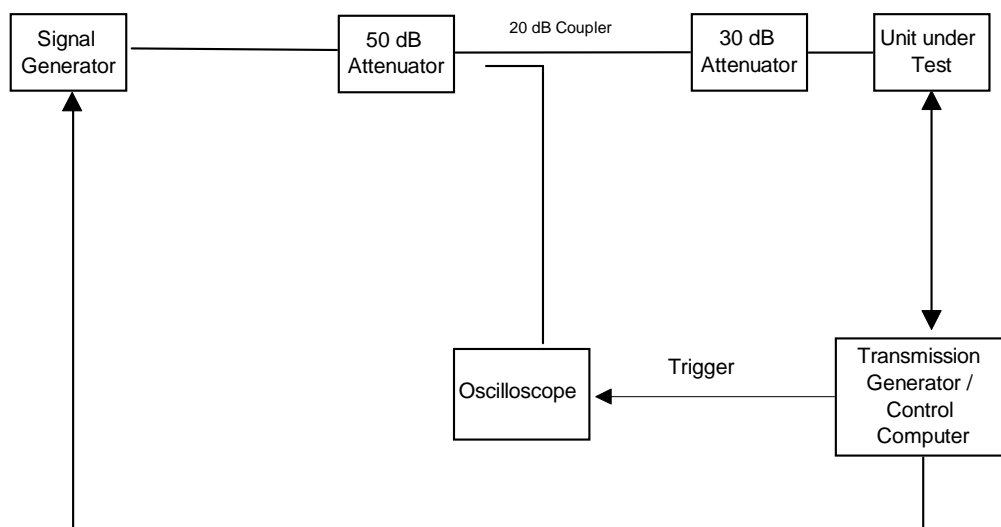 Signal
Generator
50 dB
Attenuator
20 dB Coupler
30 dB
Attenuator
Unit under
Test
Oscilloscope
Trigger
Transmission
Generator /
Control
Computer